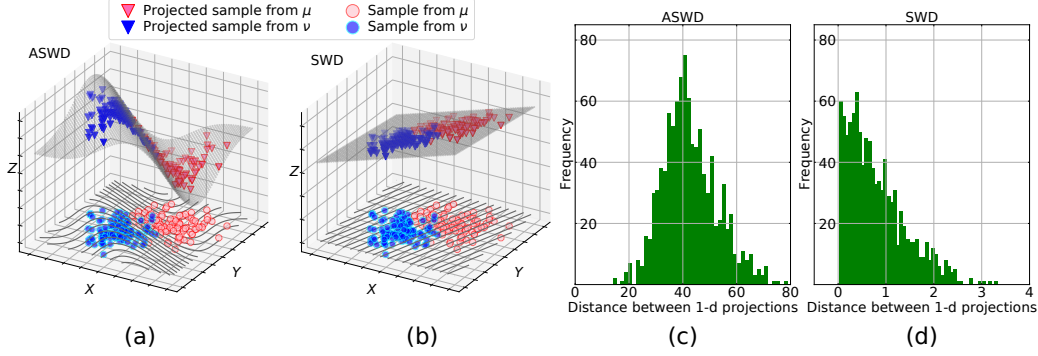 Projected sample from μ
Projected sample from ν
Sample from μ
Sample from ν
ASWD
Z
X
Y
(a)
SWD
Z
X
Y
(b)
ASWD
Frequency
80
60
40
20
0 20 40 60 80
Distance between 1-d projections
(c)
SWD
Frequency
80
60
40
20
0 1 2 3 4
Distance between 1-d projections
(d)